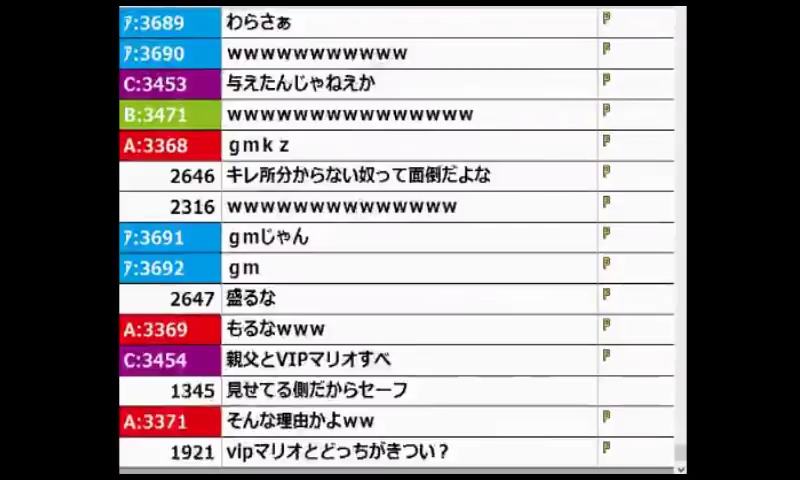 ｱ:3689 わらさぁ
ｱ:3690 ｗｗｗｗｗｗｗｗｗｗｗ
C:3453 与えたんじゃねえか
B:3471 ｗｗｗｗｗｗｗｗｗｗｗｗｗｗｗ
A:3368 ｇｍｋｚ
2646 キレ所分からない奴って面倒だよな
2316 ｗｗｗｗｗｗｗｗｗｗｗｗｗｗ
ｱ:3691 ｇｍじゃん
ｱ:3692 ｇｍ
2647 盛るな
A:3369 もるなｗｗｗ
C:3454 親父とVIPマリオすべ
1345 見せてる側だからセーフ
A:3371 そんな理由かよｗｗ
1921 vipマリオとどっちがきつい？